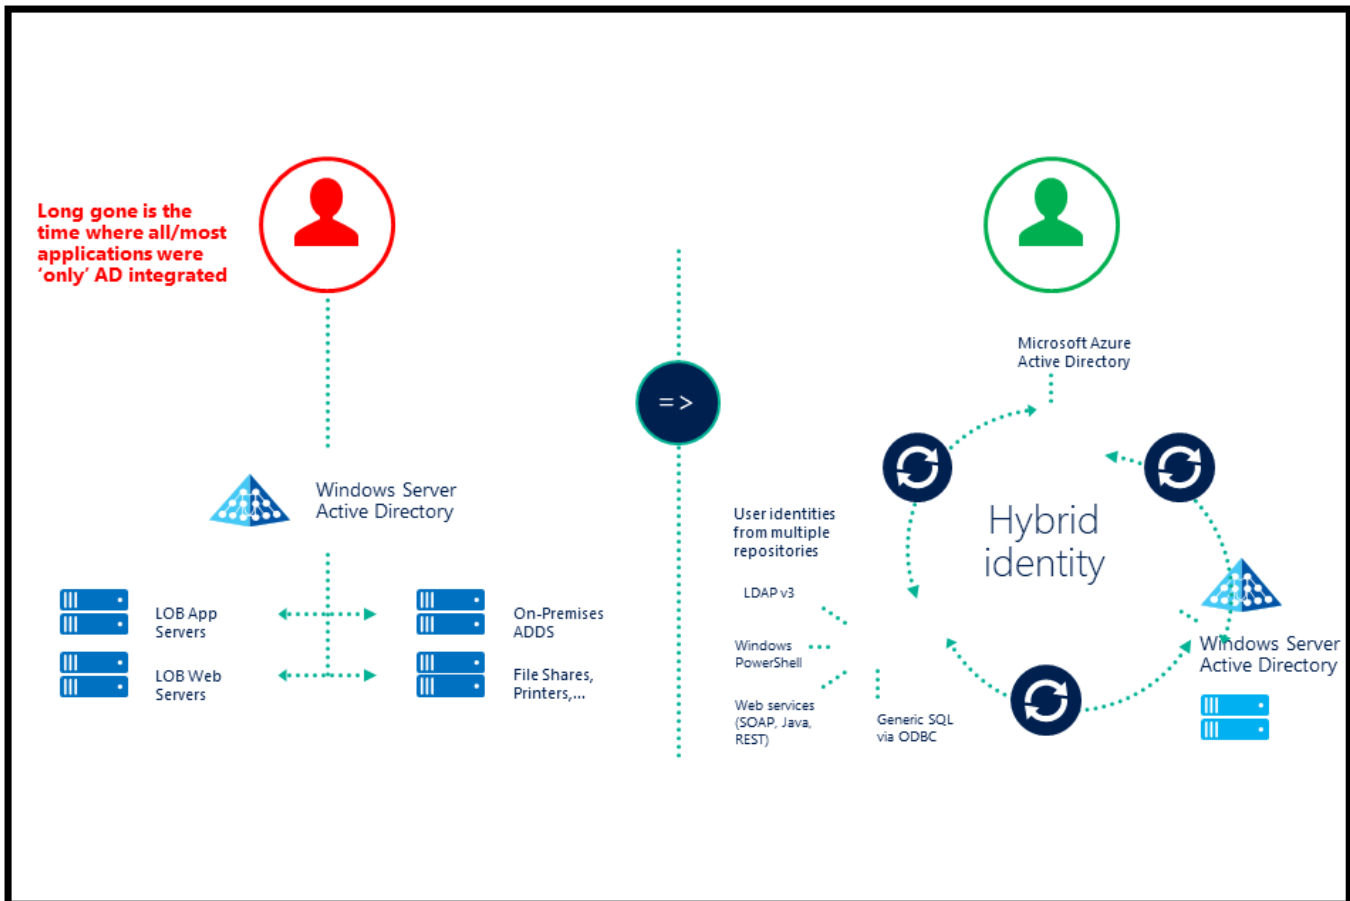 Long gone is the
time where all/most
applications were
‘only’ AD integrated
Windows Server
Active Directory
LOB App
Servers
On-Premises
ADDS
LOB Web
Servers
File Shares,
Printers,...
=>
Microsoft Azure
Active Directory
User identities
from multiple
repositories
Hybrid
identity
LDAP v3
Windows
PowerShell
Web services
(SOAP, Java,
REST)
Generic SQL
via ODBC
Windows Server
Active Directory